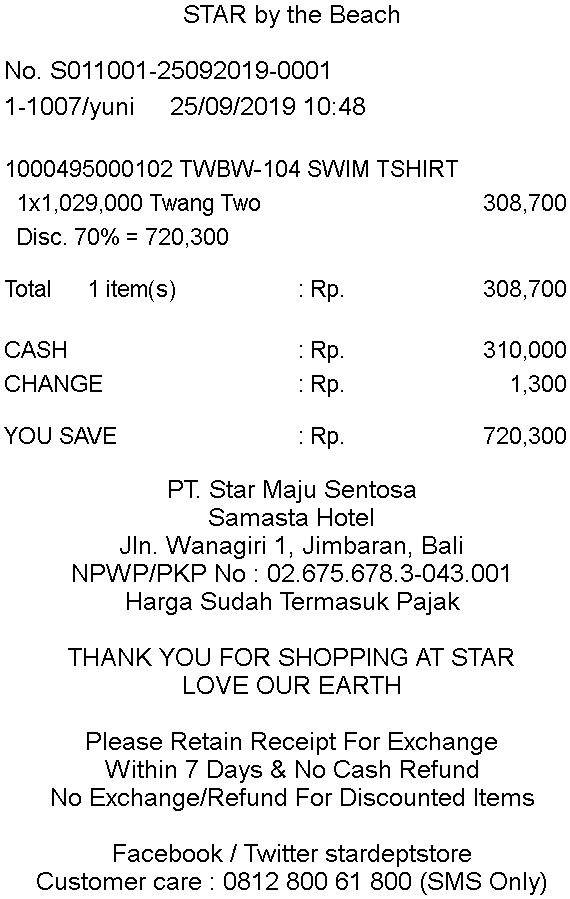 STAR by the Beach
No. S011001-25092019-0001
1-1007/yuni 25/09/2019 10:48
1000495000102 TWBW-104 SWIM TSHIRT
1x1,029,000 Twang Two 308,700
Disc. 70% = 720,300
Total 1 item(s) : Rp. 308,700
CASH : Rp. 310,000
CHANGE : Rp. 1,300
YOU SAVE : Rp. 720,300
PT. Star Maju Sentosa
Samasta Hotel
Jln. Wanagiri 1, Jimbaran, Bali
NPWP/PKP No : 02.675.678.3-043.001
Harga Sudah Termasuk Pajak
THANK YOU FOR SHOPPING AT STAR
LOVE OUR EARTH
Please Retain Receipt For Exchange
Within 7 Days & No Cash Refund
No Exchange/Refund For Discounted Items
Facebook / Twitter stardeptstore
Customer care : 0812 800 61 800 (SMS Only)